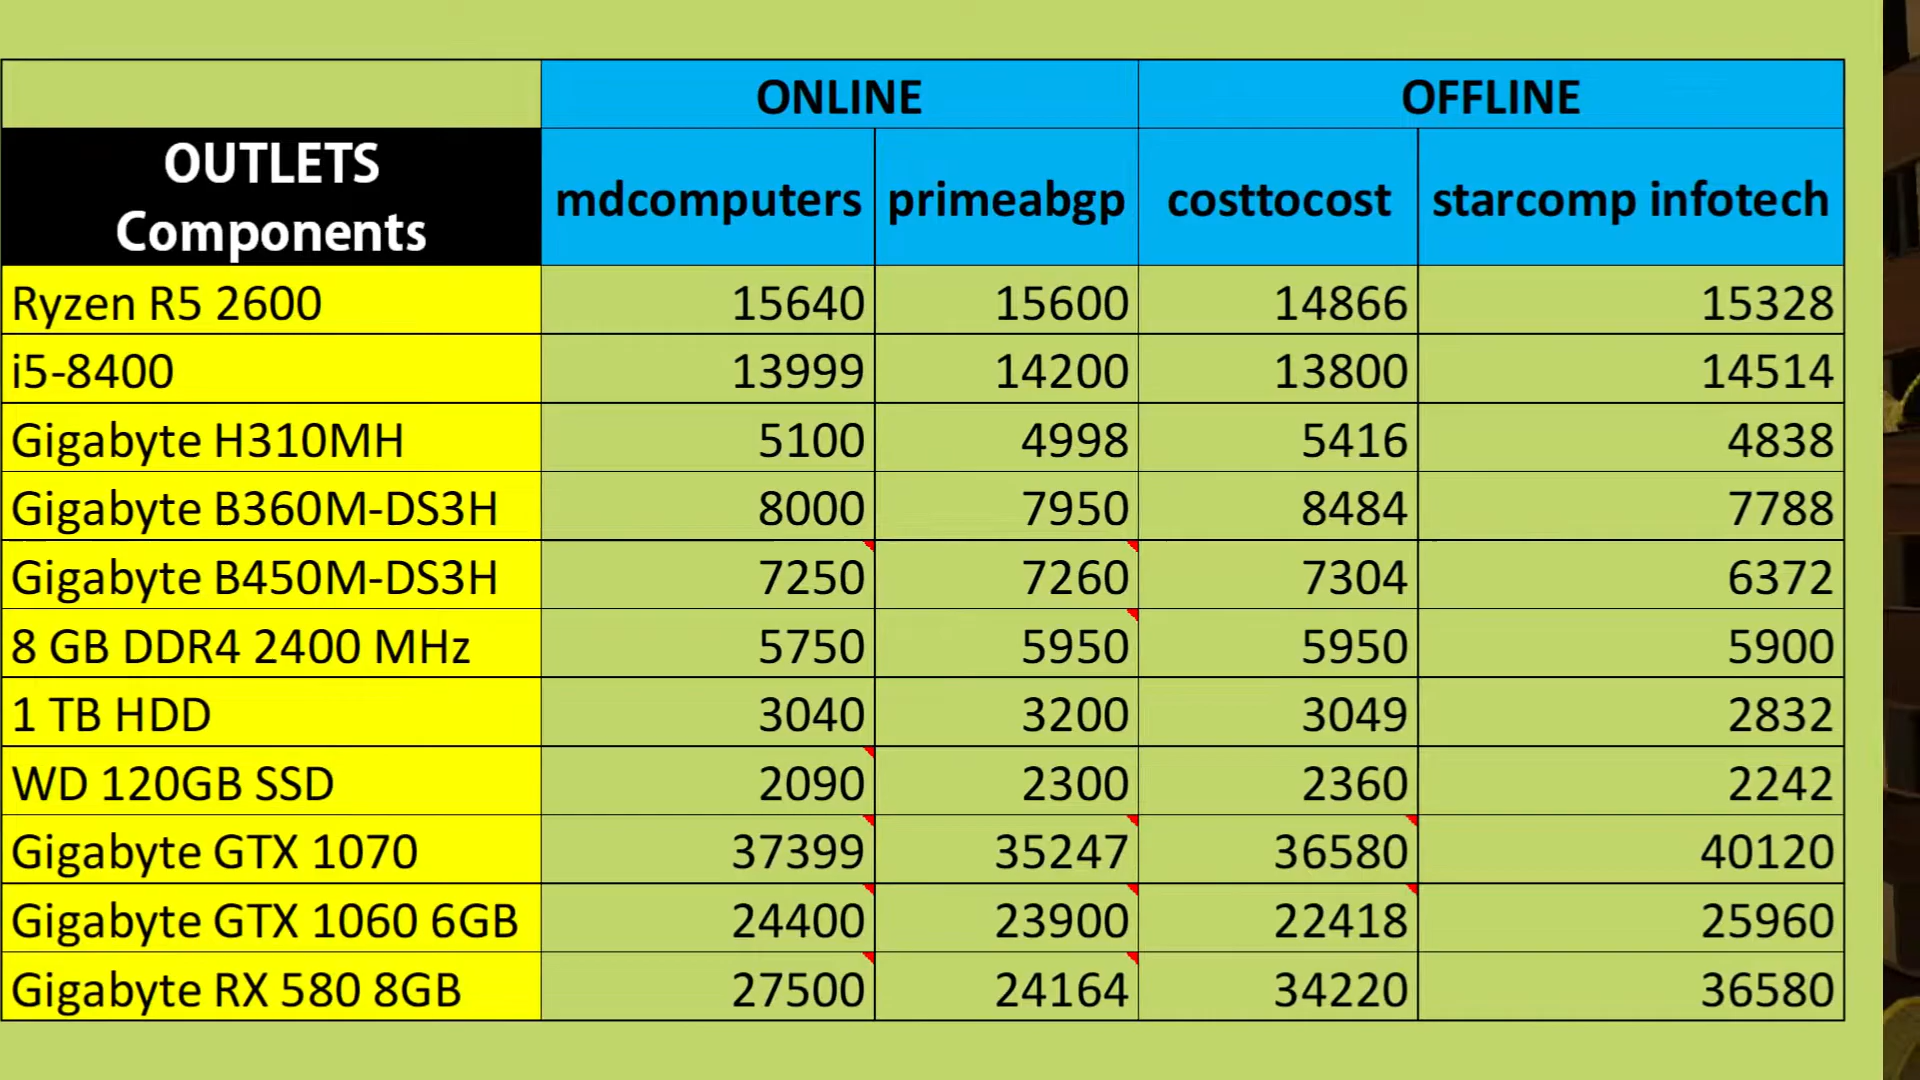 ONLINE OFFLINE
OUTLETS
Components mdcomputers primeabgp costtocost starcomp infotech
Ryzen R5 2600 15640 15600 14866 15328
i5-8400 13999 14200 13800 14514
Gigabyte H310MH 5100 4998 5416 4838
Gigabyte B360M-DS3H 8000 7950 8484 7788
Gigabyte B450M-DS3H 7250 7260 7304 6372
8 GB DDR4 2400 MHz 5750 5950 5950 5900
1 TB HDD 3040 3200 3049 2832
WD 120GB SSD 2090 2300 2360 2242
Gigabyte GTX 1070 37399 35247 36580 40120
Gigabyte GTX 1060 6GB 24400 23900 22418 25960
Gigabyte RX 580 8GB 27500 24164 34220 36580